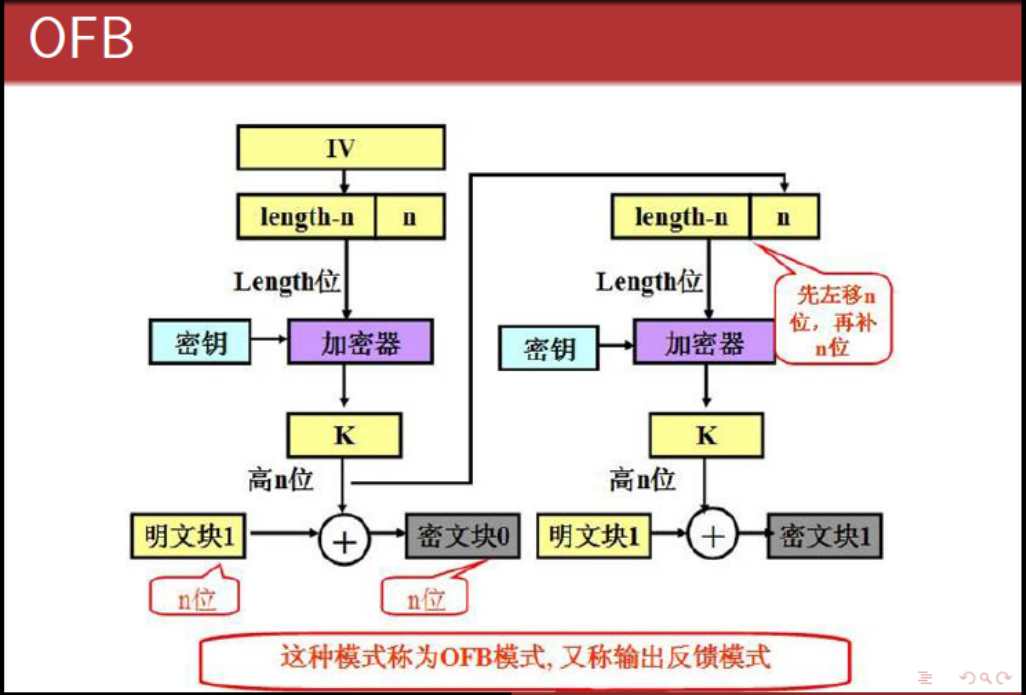 OFB
IV
length-n n
length-n n
Length位
Length位
先左移n
位，再补
n位
密钥
加密器
密钥
加密器
K
K
高n位
高n位
明文块1
密文块0
明文块1
密文块1
n位
n位
这种模式称为OFB模式, 又称输出反馈模式